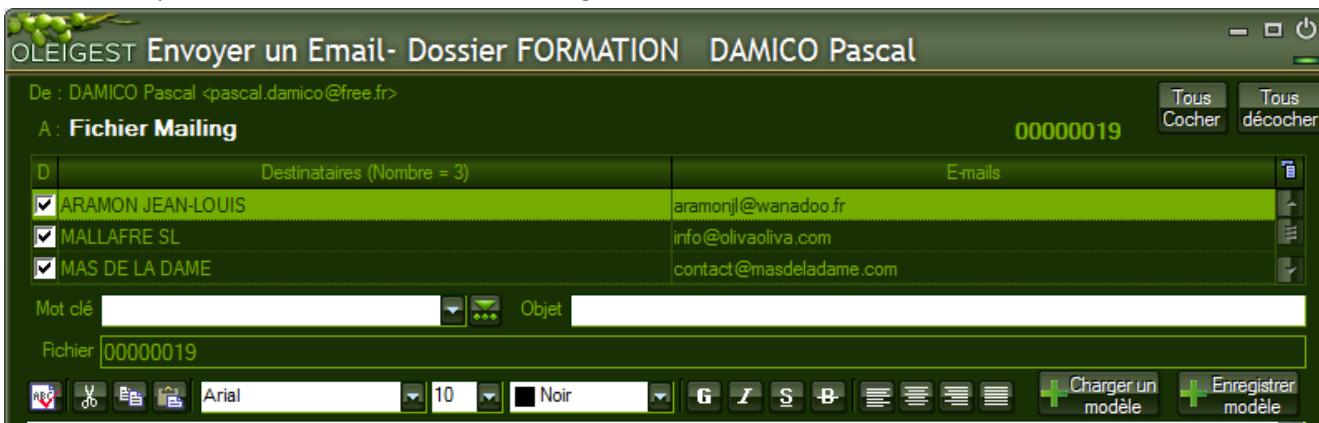 OLEIGEST Envoyer un Email- Dossier FORMATION DAMICO Pascal
De : DAMICO Pascal <pascal.damico@free.fr>
Tous Cocher
Tous décocher
A : Fichier Mailing
00000019
D Destinataires (Nombre = 3) E-mails
ARAMON JEAN-LOUIS aramonjl@wanadoo.fr
MALLAFRE SL info@olivaoliva.com
MAS DE LA DAME contact@masdeladame.com
Mot clé Objet
Fichier 00000019
ABC Arial 10 Noir G I S B
Charger un modèle
Enregistrer modèle